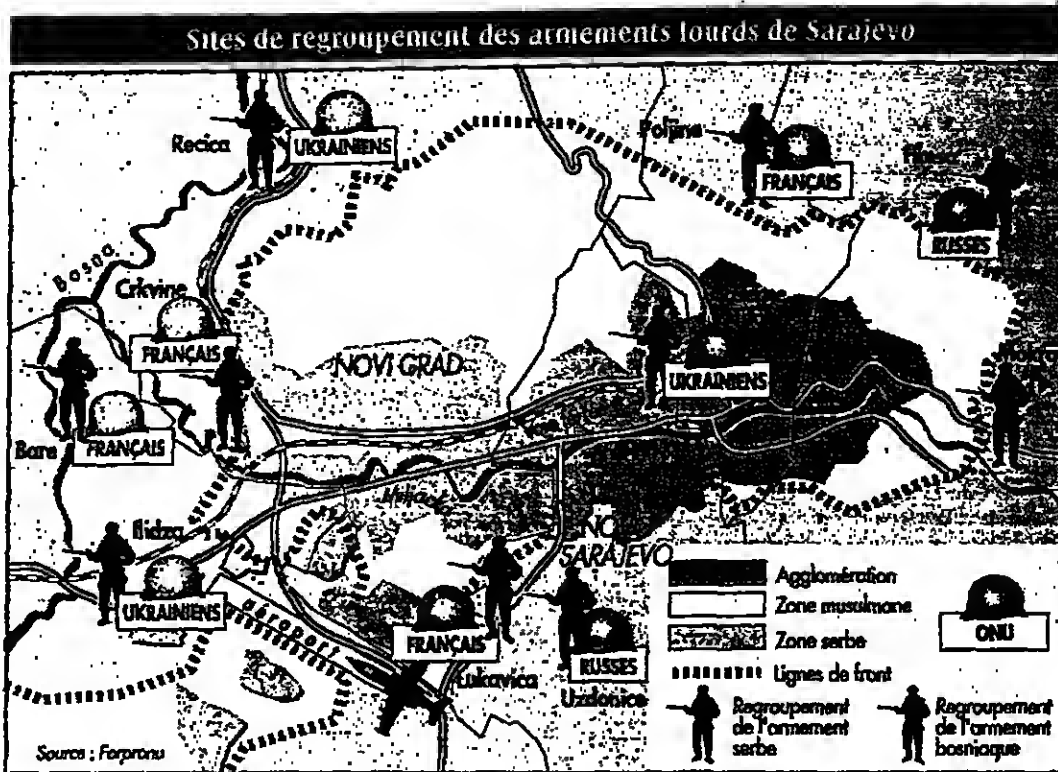 Sites de regroupement des armements lourds de Sarajevo
Recica
UKRAINIENS
Poljine
FRANÇAIS
RUSSES
Bosna
Crkvine
FRANÇAIS
NOVI GRAD
UKRAINIENS
Bare
FRANÇAIS
Ilidza
UKRAINIENS
Aéroport
SARAJEVO
FRANÇAIS
Lukavica
RUSSES
Uzdonice
Agglomération
Zone musulmane
Zone serbe
Lignes de front
ONU
Regroupement
de l'armement
serbe
Regroupement
de l'armement
bosniaque
Source : Forpronu